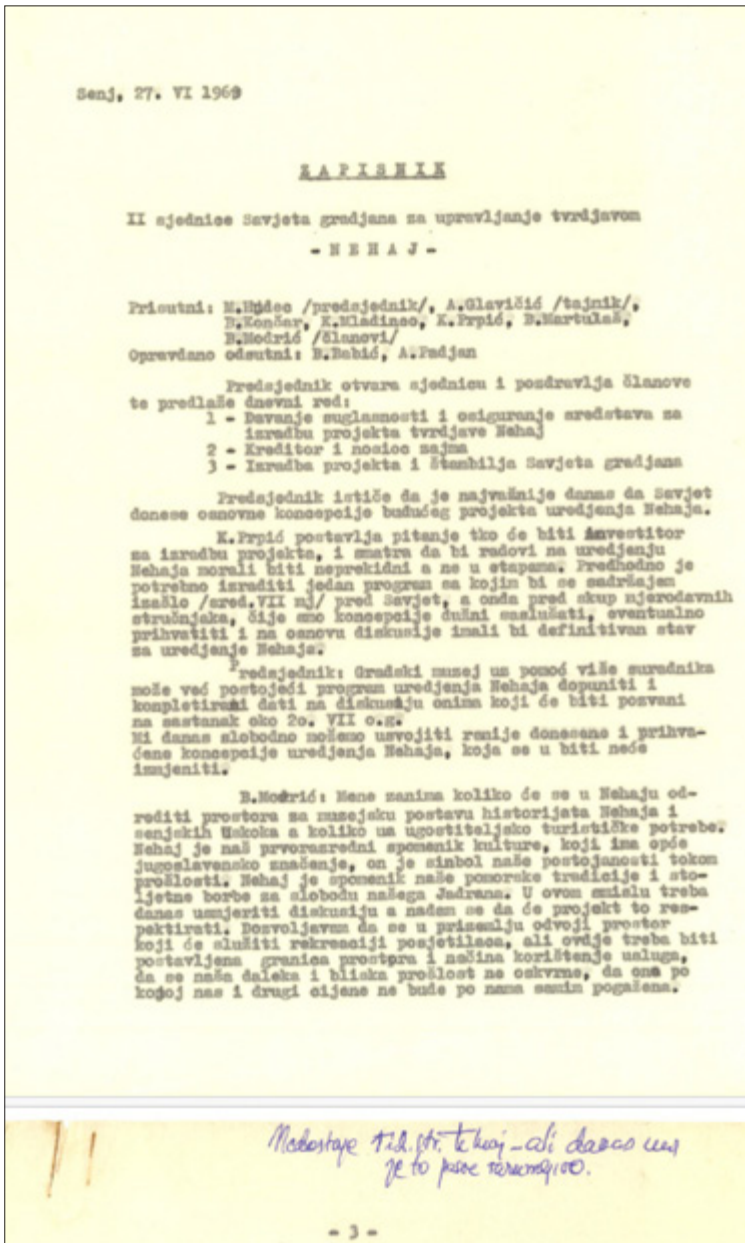 Senj, 27. VI 1969
ZAPISNIK
II sjednice Savjeta gradjana za upravljanje tvrdjavom
- N E H A J -
Prisutni: M.Hudec /predsjednik/, A.Glavičić /tajnik/,
B.Končar, K.Mladineo, K.Prpić, B.Martulaš,
B.Modrić /članovi/
Opravdano odsutni: B.Babić, A.Padjan
Predsjednik otvara sjednicu i pozdravlja članove
te predlaže dnevni red:
1 - Davanje suglasnosti i osiguranje sredstava za
izradbu projekta tvrdjave Nehaj
2 - Kreditor i nosioc zajma
3 - Izradba projekta i štambilja Savjeta gradjana
Predsjednik ističe da je najvažnije danas da Savjet
donese osnovne koncepcije budućeg projekta uredjenja Nehaja.
K.Prpić postavlja pitanje tko će biti investitor
za izradbu projekta, i smatra da bi radovi na uredjenju
Nehaja morali biti neprekidni a ne u etapama. Predhodno je
potrebno izraditi jedan program sa kojim bi se sadržajem
izašlo /sred.VII mj/ pred Savjet, a onda pred skup mjerodavnih
stručnjaka, čije smo koncepcije dužni saslušati, eventualno
prihvatiti i na osnovu diskusije imali bi definitivan stav
za uredjenje Nehaja.
Predsjednik: Gradski muzej uz pomoć više suradnika
može već postojeći program uredjenja Nehaja dopuniti i
kompletirani dati na diskusiju onima koji će biti pozvani
na sastanak oko 2o. VII o.g.
Mi danas slobodno možemo usvojiti ranije donesene i prihva-
ćene koncepcije uredjenja Nehaja, koja se u biti neće
izmjeniti.
B.Modrić: Mene zanima koliko će se u Nehaju od-
rediti prostora za muzejsku postavu historijata Nehaja i
senjskih Uskoka a koliko za ugostiteljsko turističke potrebe.
Nehaj je naš prvorazredni spomenik kulture, koji ima opće
jugoslavensko značenje, on je simbol naše postojanosti tokom
prošlosti. Nehaj je spomenik naše pomorske tradicije i sto-
ljetne borbe za slobodu našega Jadrana. U ovom smislu treba
danas usmjeriti diskusiju a nadam se da će projekt to res-
pektirati. Dozvoljavam da se u prizemlju odvoji prostor
koji će služiti rekreaciji posjetilaca, ali ovdje treba biti
postavljena granica prostora i načina korištenje usluga,
da se naša daleka i bliska prošlost ne oskvrne, da ona po
kojoj nas i drugi cijene ne bude po nama samim pogažena.
Nedostaje str. - ali danas
je to
- 3 -